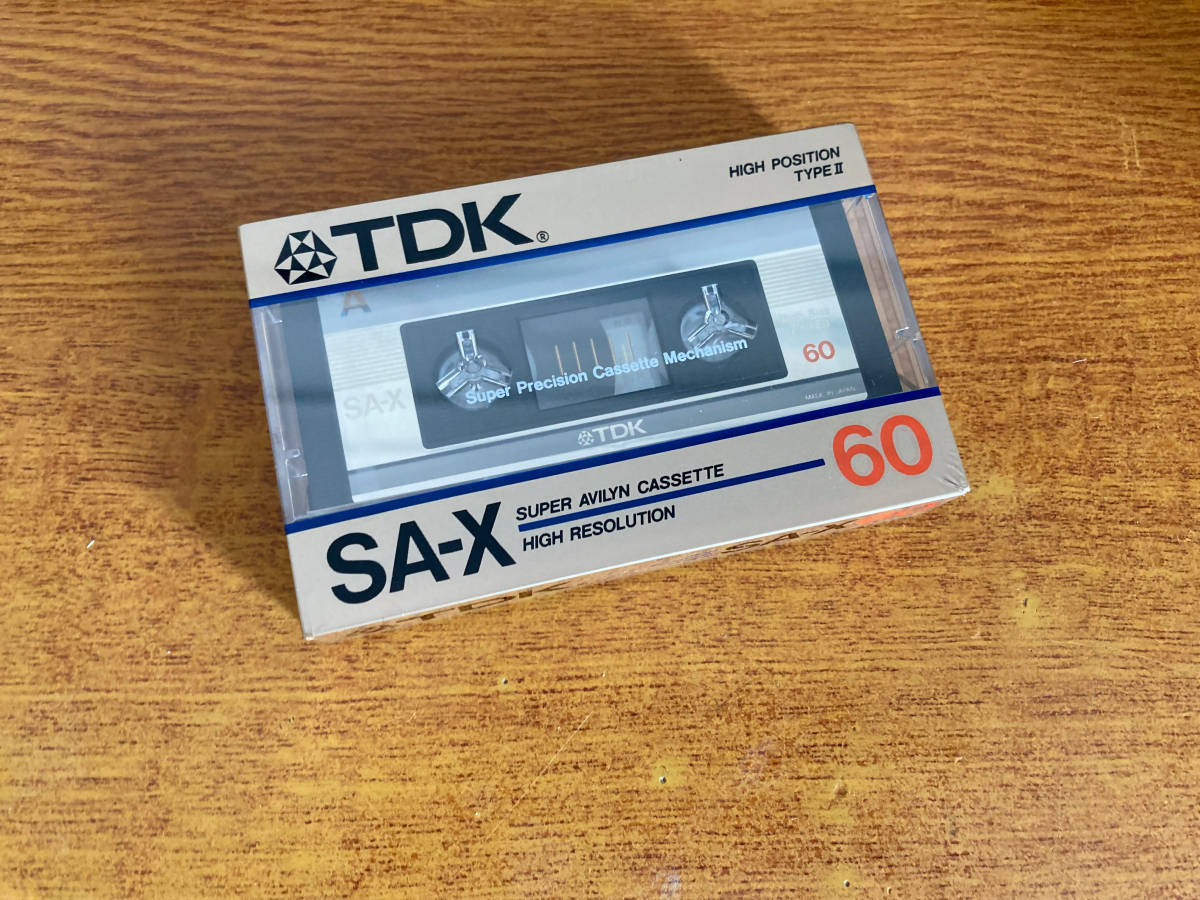 TDK®
HIGH POSITION
TYPE II
A
SA-X
60
Super Precision Cassette Mechanism
TDK
MADE IN JAPAN
SA-X
SUPER AVILYN CASSETTE
HIGH RESOLUTION
60